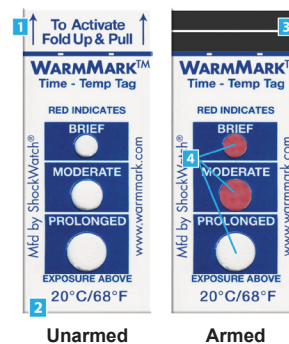 1 To Activate
Fold Up & Pull
WARMMARK™
Time - Temp Tag
RED INDICATES
BRIEF
MODERATE
PROLONGED
EXPOSURE ABOVE
20°C/68°F
Mfd by ShockWatch®
www.warmmark.com
2
Unarmed
3
WARMMARK
Time - Temp Tag
RED INDICATES
BRIEF
4
MODERATE
PROLONGED
EXPOSURE ABOVE
20°C/68°F
Mfd by ShockWatch®
www.warmmark.com
Armed